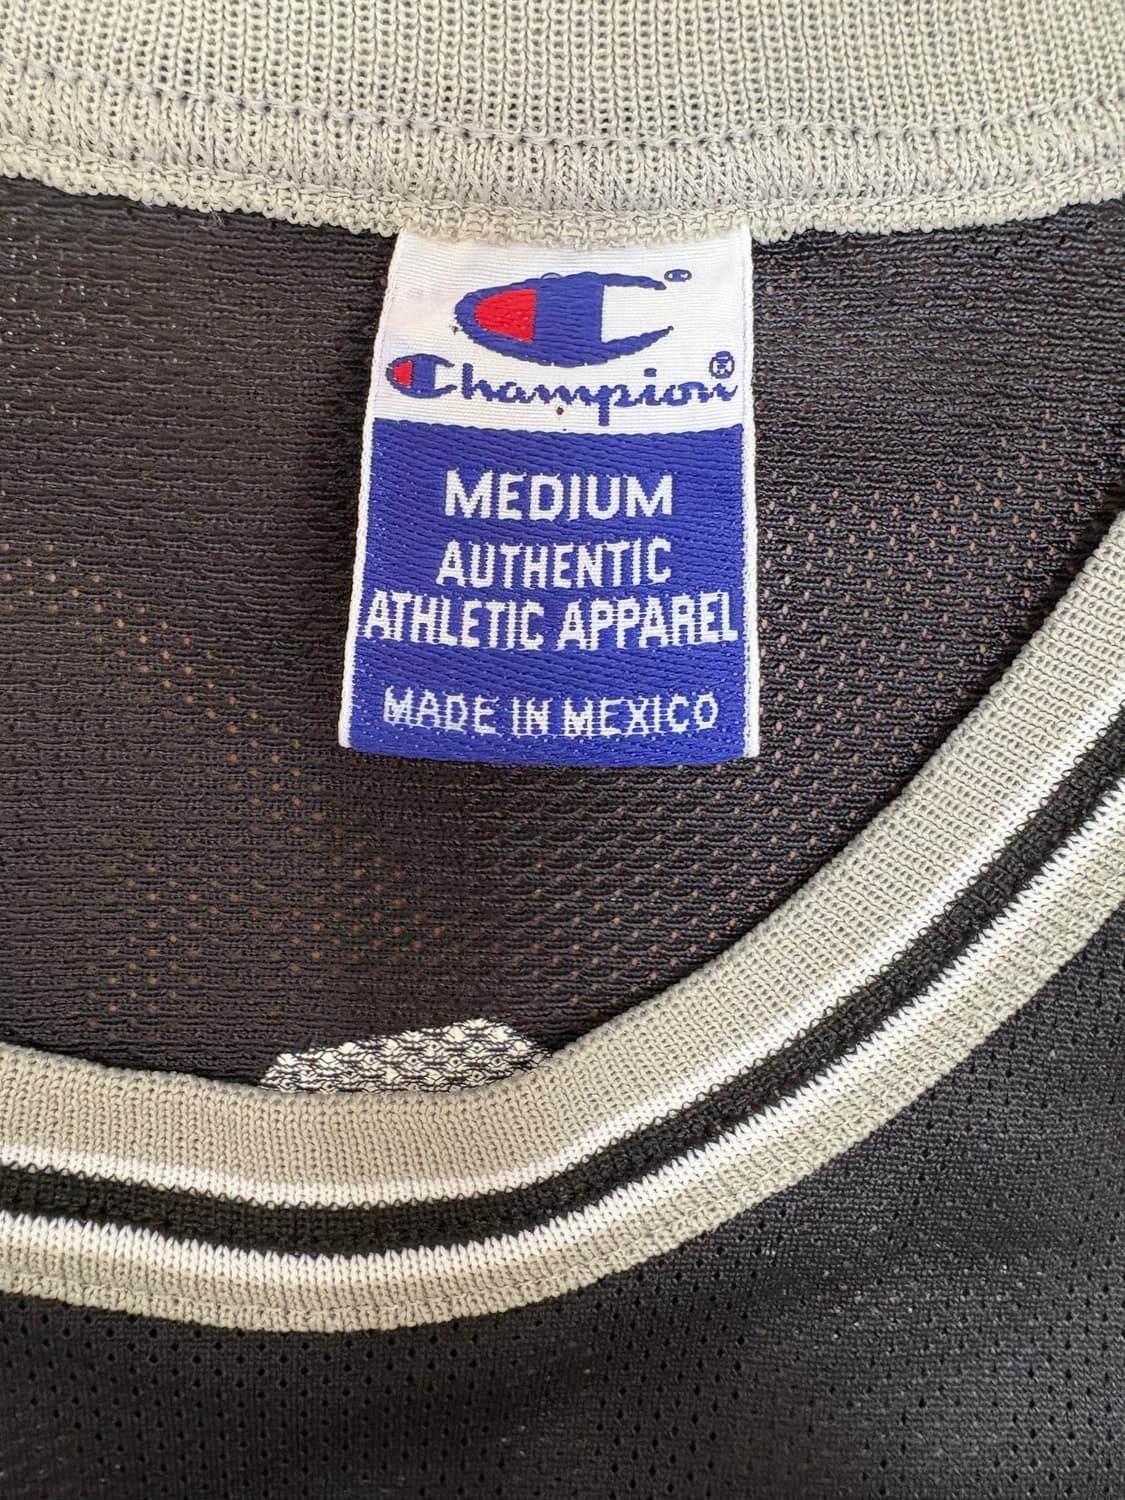 Champion®
MEDIUM
AUTHENTIC
ATHLETIC APPAREL
MADE IN MEXICO